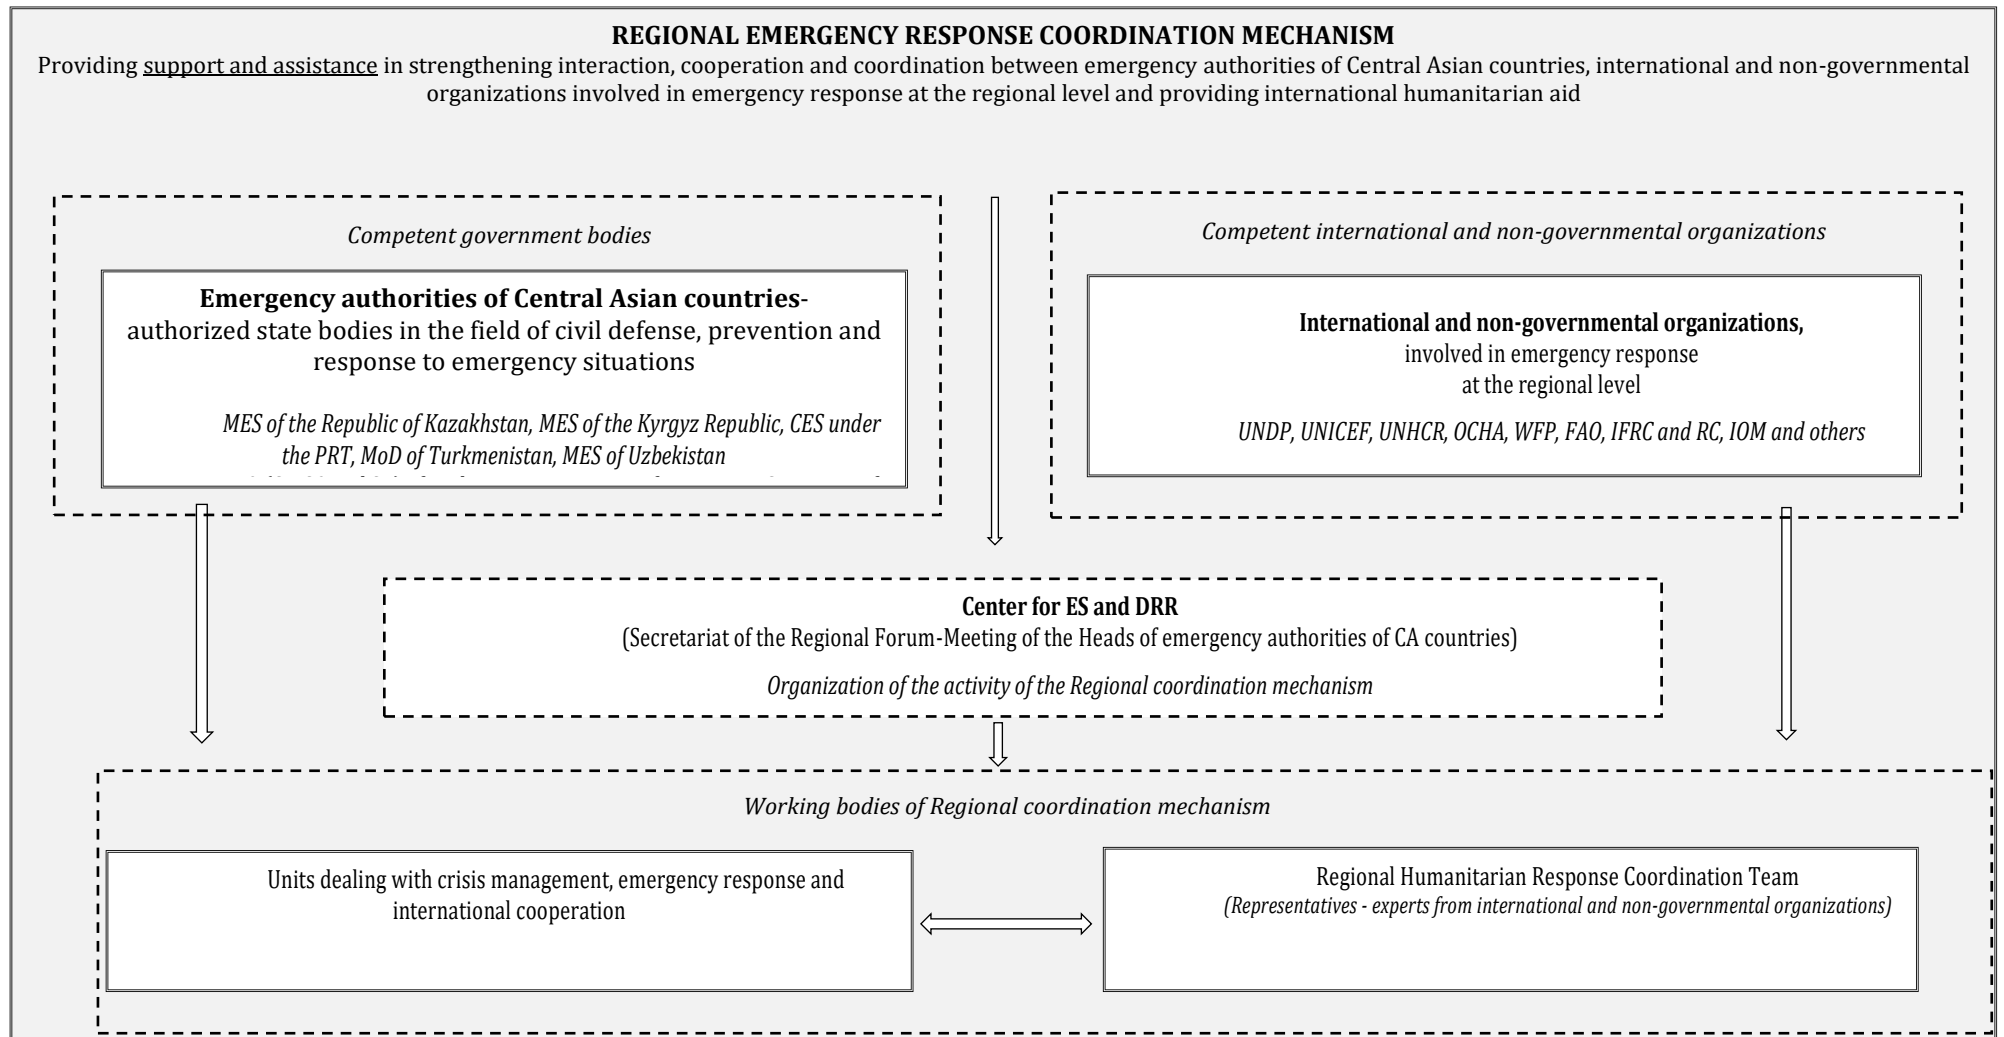 REGIONAL EMERGENCY RESPONSE COORDINATION MECHANISM
Providing support and assistance in strengthening interaction, cooperation and coordination between emergency authorities of Central Asian countries, international and non-governmental
organizations involved in emergency response at the regional level and providing international humanitarian aid
Competent government bodies
Emergency authorities of Central Asian countries-
authorized state bodies in the field of civil defense, prevention and
response to emergency situations
MES of the Republic of Kazakhstan, MES of the Kyrgyz Republic, CES under
the PRT, MoD of Turkmenistan, MES of Uzbekistan
Competent international and non-governmental organizations
International and non-governmental organizations,
involved in emergency response
at the regional level
UNDP, UNICEF, UNHCR, OCHA, WFP, FAO, IFRC and RC, IOM and others
Center for ES and DRR
(Secretariat of the Regional Forum-Meeting of the Heads of emergency authorities of CA countries)
Organization of the activity of the Regional coordination mechanism
Working bodies of Regional coordination mechanism
Units dealing with crisis management, emergency response and
international cooperation
Regional Humanitarian Response Coordination Team
(Representatives - experts from international and non-governmental organizations)